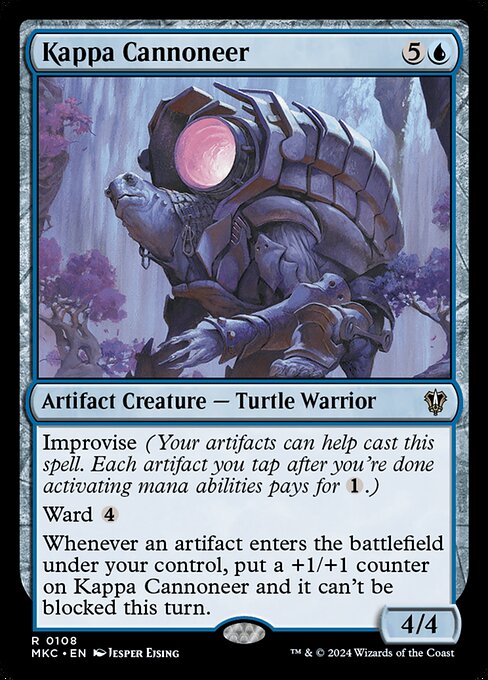 Kappa Cannoneer 5
Artifact Creature — Turtle Warrior
Improvise (Your artifacts can help cast this
spell. Each artifact you tap after you're done
activating mana abilities pays for 1.)
Ward 4
Whenever an artifact enters the battlefield
under your control, put a +1/+1 counter
on Kappa Cannoneer and it can't be
blocked this turn.
4/4
R 0108
MKC • EN Jesper Ejsing
™ & © 2024 Wizards of the Coast